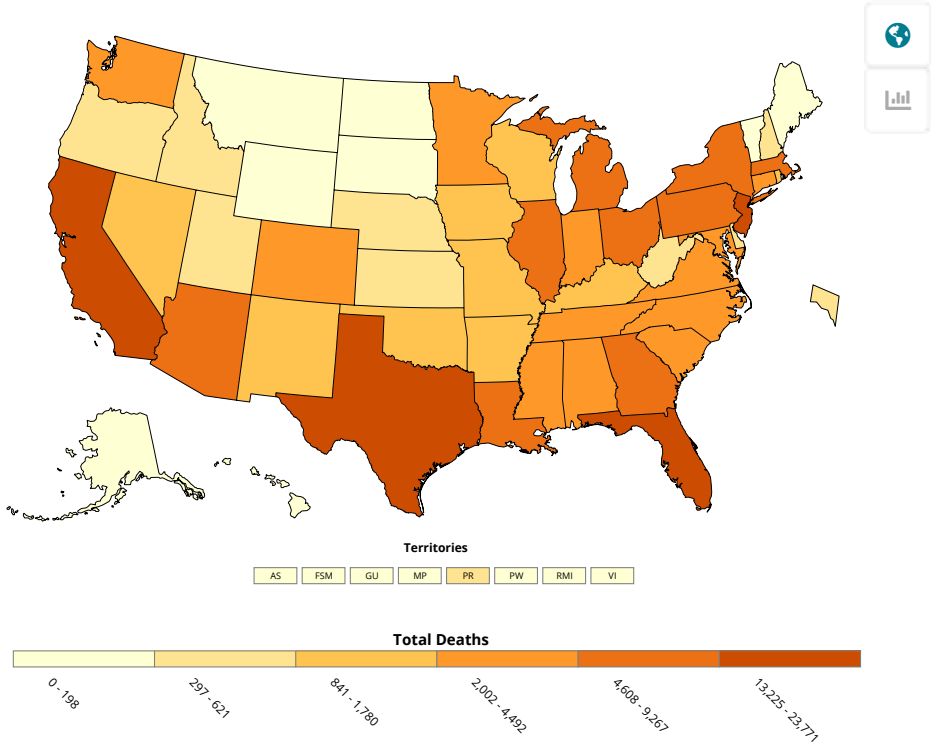 Territories
AS FSM GU MP PR PW RMI VI
Total Deaths
0 - 198
297 - 621
841 - 1,780
2,002 - 4,492
4,608 - 9,267
13,225 - 23,771